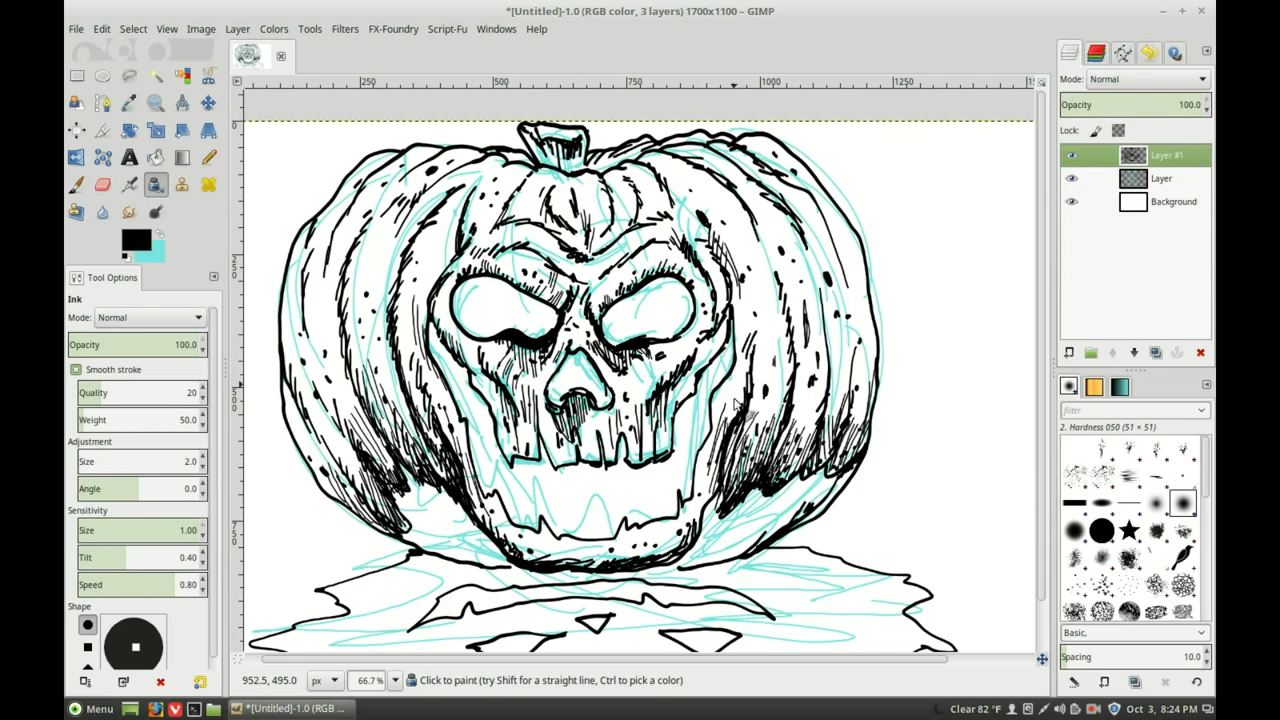 *[Untitled]-1.0 (RGB color, 3 layers) 1700x1100 – GIMP
File Edit Select View Image Layer Colors Tools Filters FX-Foundry Script-Fu Windows Help
250 500 750 1000 1250
Tool Options
Ink
Mode: Normal
Opacity 100.0
Smooth stroke
Quality 20
Weight 50.0
Adjustment
Size 2.0
Angle 0.0
Sensitivity
Size 1.00
Tilt 0.40
Speed 0.80
Shape
0
250
500
750
Mode: Normal
Opacity 100.0
Lock:
Layer #1
Layer
Background
filter
2. Hardness 050 (51 × 51)
Basic,
Spacing 10.0
952.5, 495.0 px 66.7% Click to paint (try Shift for a straight line, Ctrl to pick a color)
Menu *[Untitled]-1.0 (RGB ... Clear 82 °F Oct 3, 8:24 PM